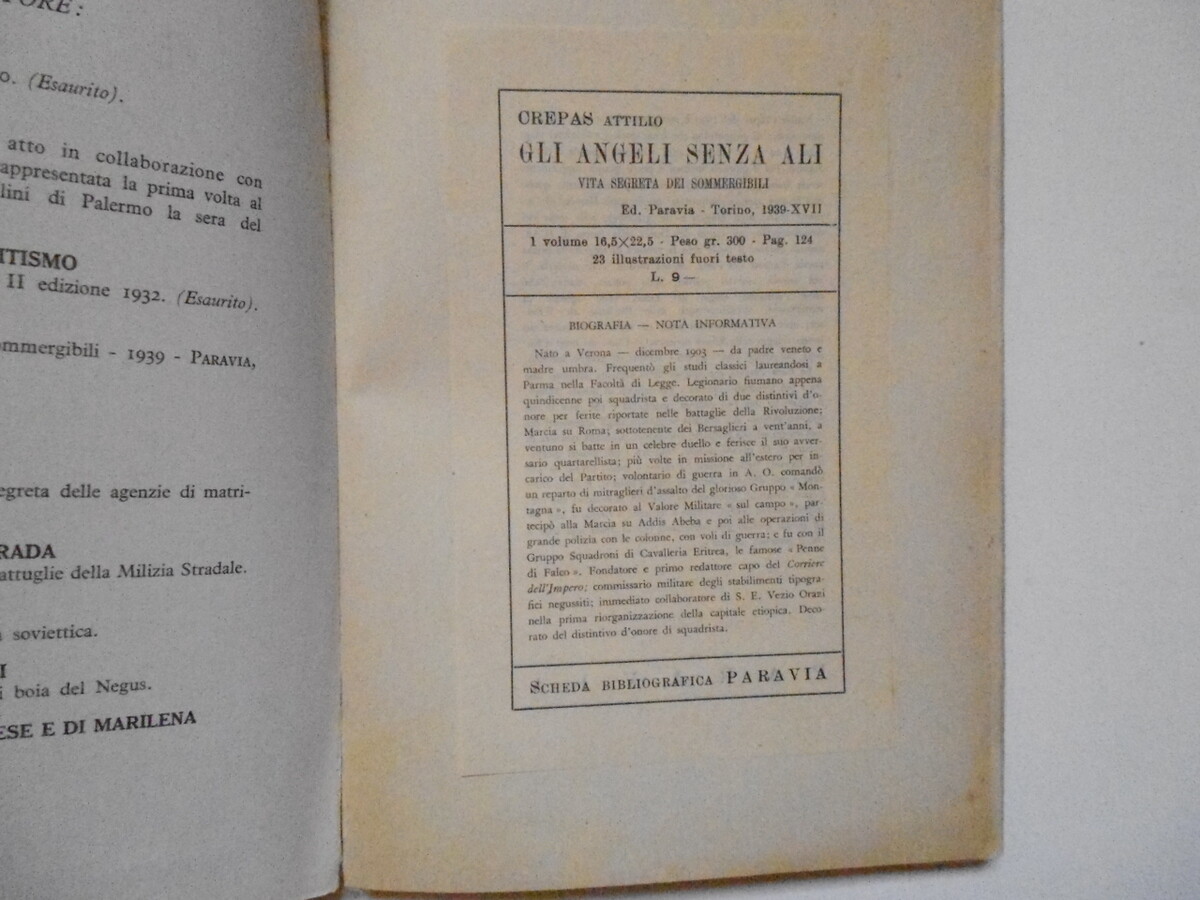 TORE:
o. (Esaurito).
atto in collaborazione con
appresentata la prima volta al
lini di Palermo la sera del
ITISMO
II edizione 1932. (Esaurito).
ommergibili - 1939 - PARAVIA,
egreta delle agenzie di matri-
RADA
attuglie della Milizia Stradale.
soviettica.
I
i boia del Negus.
ESE E DI MARILENA
CREPAS ATTILIO
GLI ANGELI SENZA ALI
VITA SEGRETA DEI SOMMERGIBILI
Ed. Paravia - Torino, 1939-XVII
1 volume 16,5×22,5 - Peso gr. 300 - Pag. 124
23 illustrazioni fuori testo
L. 9 —
BIOGRAFIA — NOTA INFORMATIVA
Nato a Verona — dicembre 1903 — da padre veneto e
madre umbra. Frequentò gli studi classici laureandosi a
Parma nella Facoltà di Legge. Legionario fiumano appena
quindicenne poi squadrista e decorato di due distintivi d'o-
nore per ferite riportate nelle battaglie della Rivoluzione;
Marcia su Roma; sottotenente dei Bersaglieri a vent'anni, a
ventuno si batte in un celebre duello e ferisce il suo avver-
sario quartarellista; più volte in missione all'estero per in-
carico del Partito; volontario di guerra in A. O. comandò
un reparto di mitraglieri d'assalto del glorioso Gruppo « Mon-
tagna », fu decorato al Valore Militare « sul campo », par-
tecipò alla Marcia su Addis Abeba e poi alle operazioni di
grande polizia con le colonne, con voli di guerra; e fu con il
Gruppo Squadroni di Cavalleria Eritrea, le famose « Penne
di Falco ». Fondatore e primo redattore capo del Corriere
dell'Impero; commissario militare degli stabilimenti tipogra-
fici negussiti; immediato collaboratore di S. E. Vezio Orazi
nella prima riorganizzazione della capitale etiopica. Deco-
rato del distintivo d'onore di squadrista.
SCHEDA BIBLIOGRAFICA PARAVIA